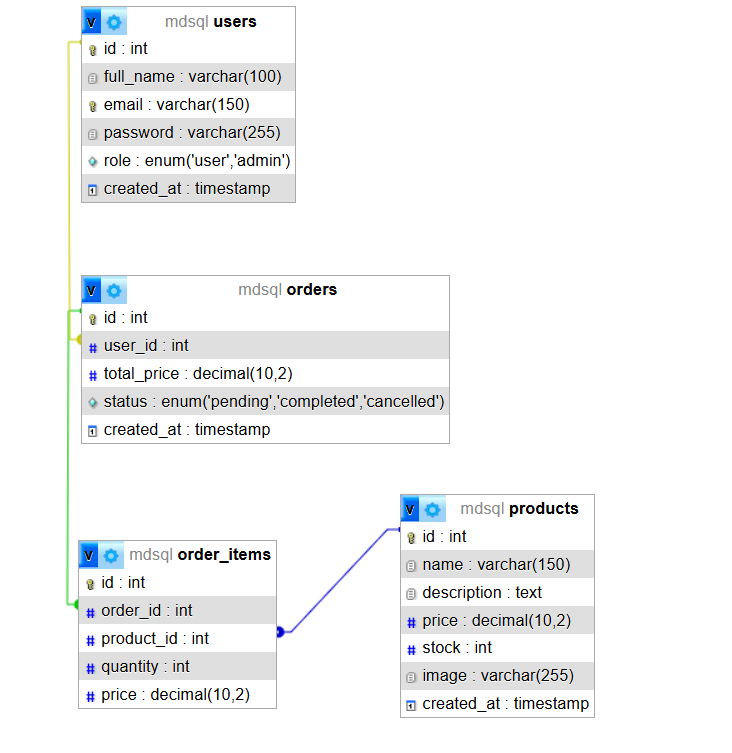 v mdsql users
id : int
full_name : varchar(100)
email : varchar(150)
password : varchar(255)
role : enum('user','admin')
created_at : timestamp
v mdsql orders
id : int
# user_id : int
# total_price : decimal(10,2)
status : enum('pending','completed','cancelled')
created_at : timestamp
v mdsql order_items
id : int
# order_id : int
# product_id : int
# quantity : int
# price : decimal(10,2)
v mdsql products
id : int
name : varchar(150)
description : text
# price : decimal(10,2)
# stock : int
image : varchar(255)
created_at : timestamp